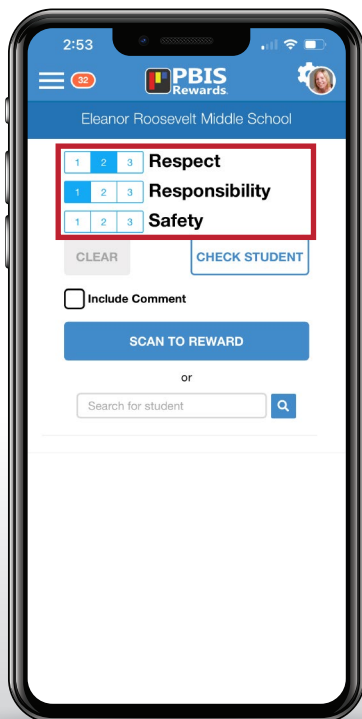 2:53
32
PBIS
Rewards.
Eleanor Roosevelt Middle School
1 2 3 Respect
1 2 3 Responsibility
1 2 3 Safety
CLEAR CHECK STUDENT
Include Comment
SCAN TO REWARD
or
Search for student